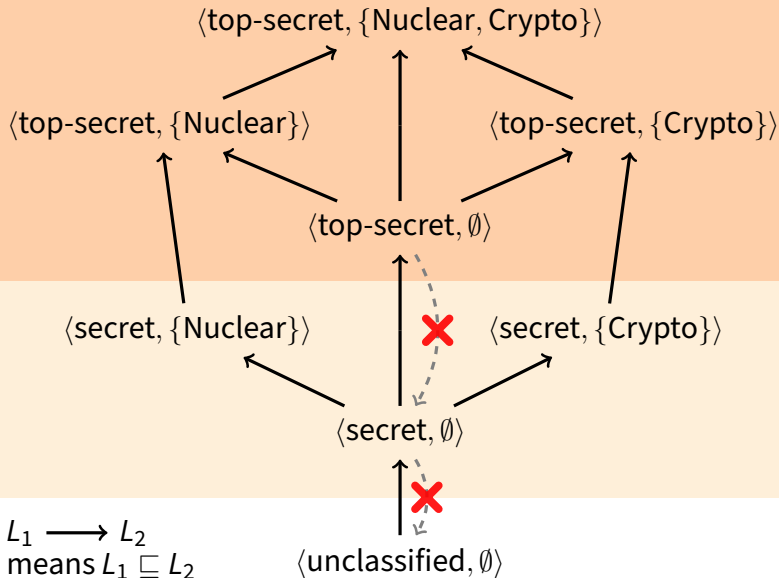 ⟨top-secret, {Nuclear, Crypto}⟩
⟨top-secret, {Nuclear}⟩ ⟨top-secret, {Crypto}⟩
⟨top-secret, ∅⟩
⟨secret, {Nuclear}⟩ ⟨secret, {Crypto}⟩
⟨secret, ∅⟩
L₁ ⟶ L₂
means L₁ ⊑ L₂
⟨unclassified, ∅⟩